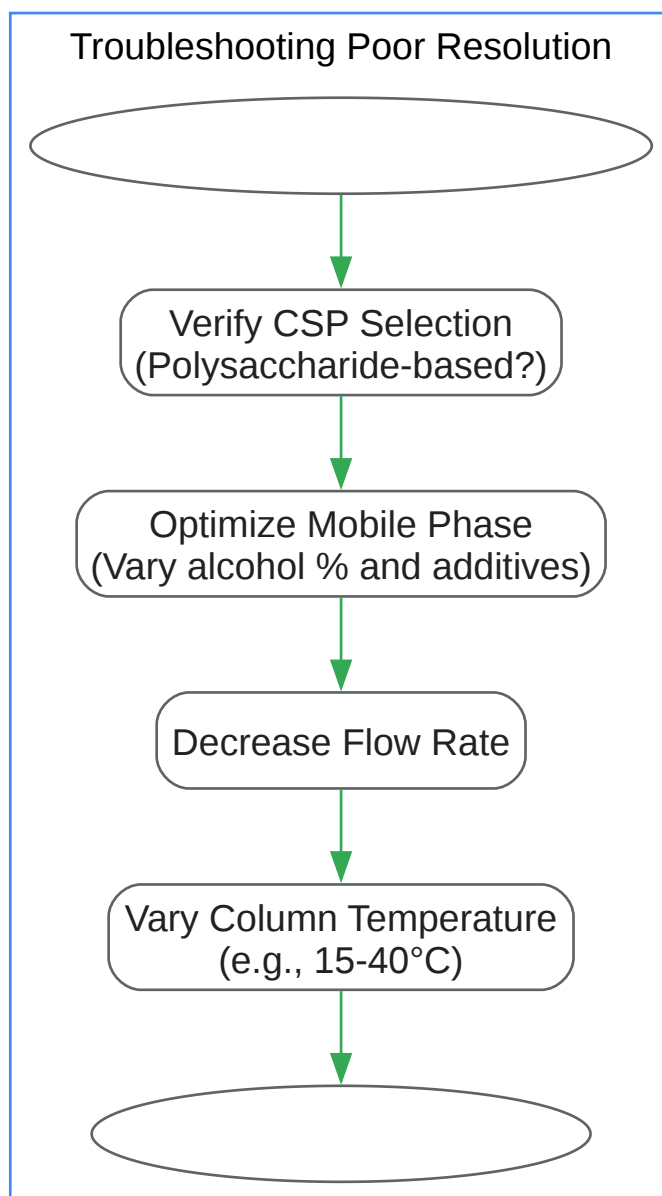 Troubleshooting Poor Resolution
Verify CSP Selection
(Polysaccharide-based?)
Optimize Mobile Phase
(Vary alcohol % and additives)
Decrease Flow Rate
Vary Column Temperature
(e.g., 15-40°C)